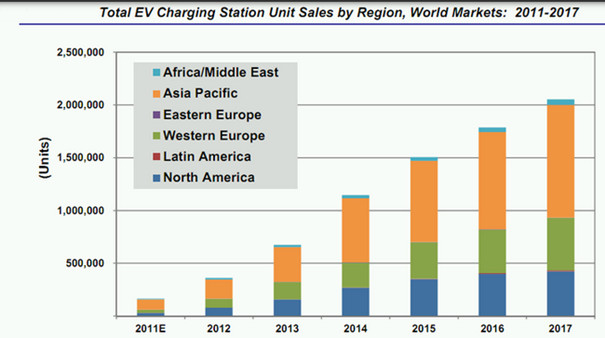 Total EV Charging Station Unit Sales by Region, World Markets: 2011-2017
2,500,000
2,000,000
1,500,000
1,000,000
500,000
(Units)
Africa/Middle East
Asia Pacific
Eastern Europe
Western Europe
Latin America
North America
2011E 2012 2013 2014 2015 2016 2017